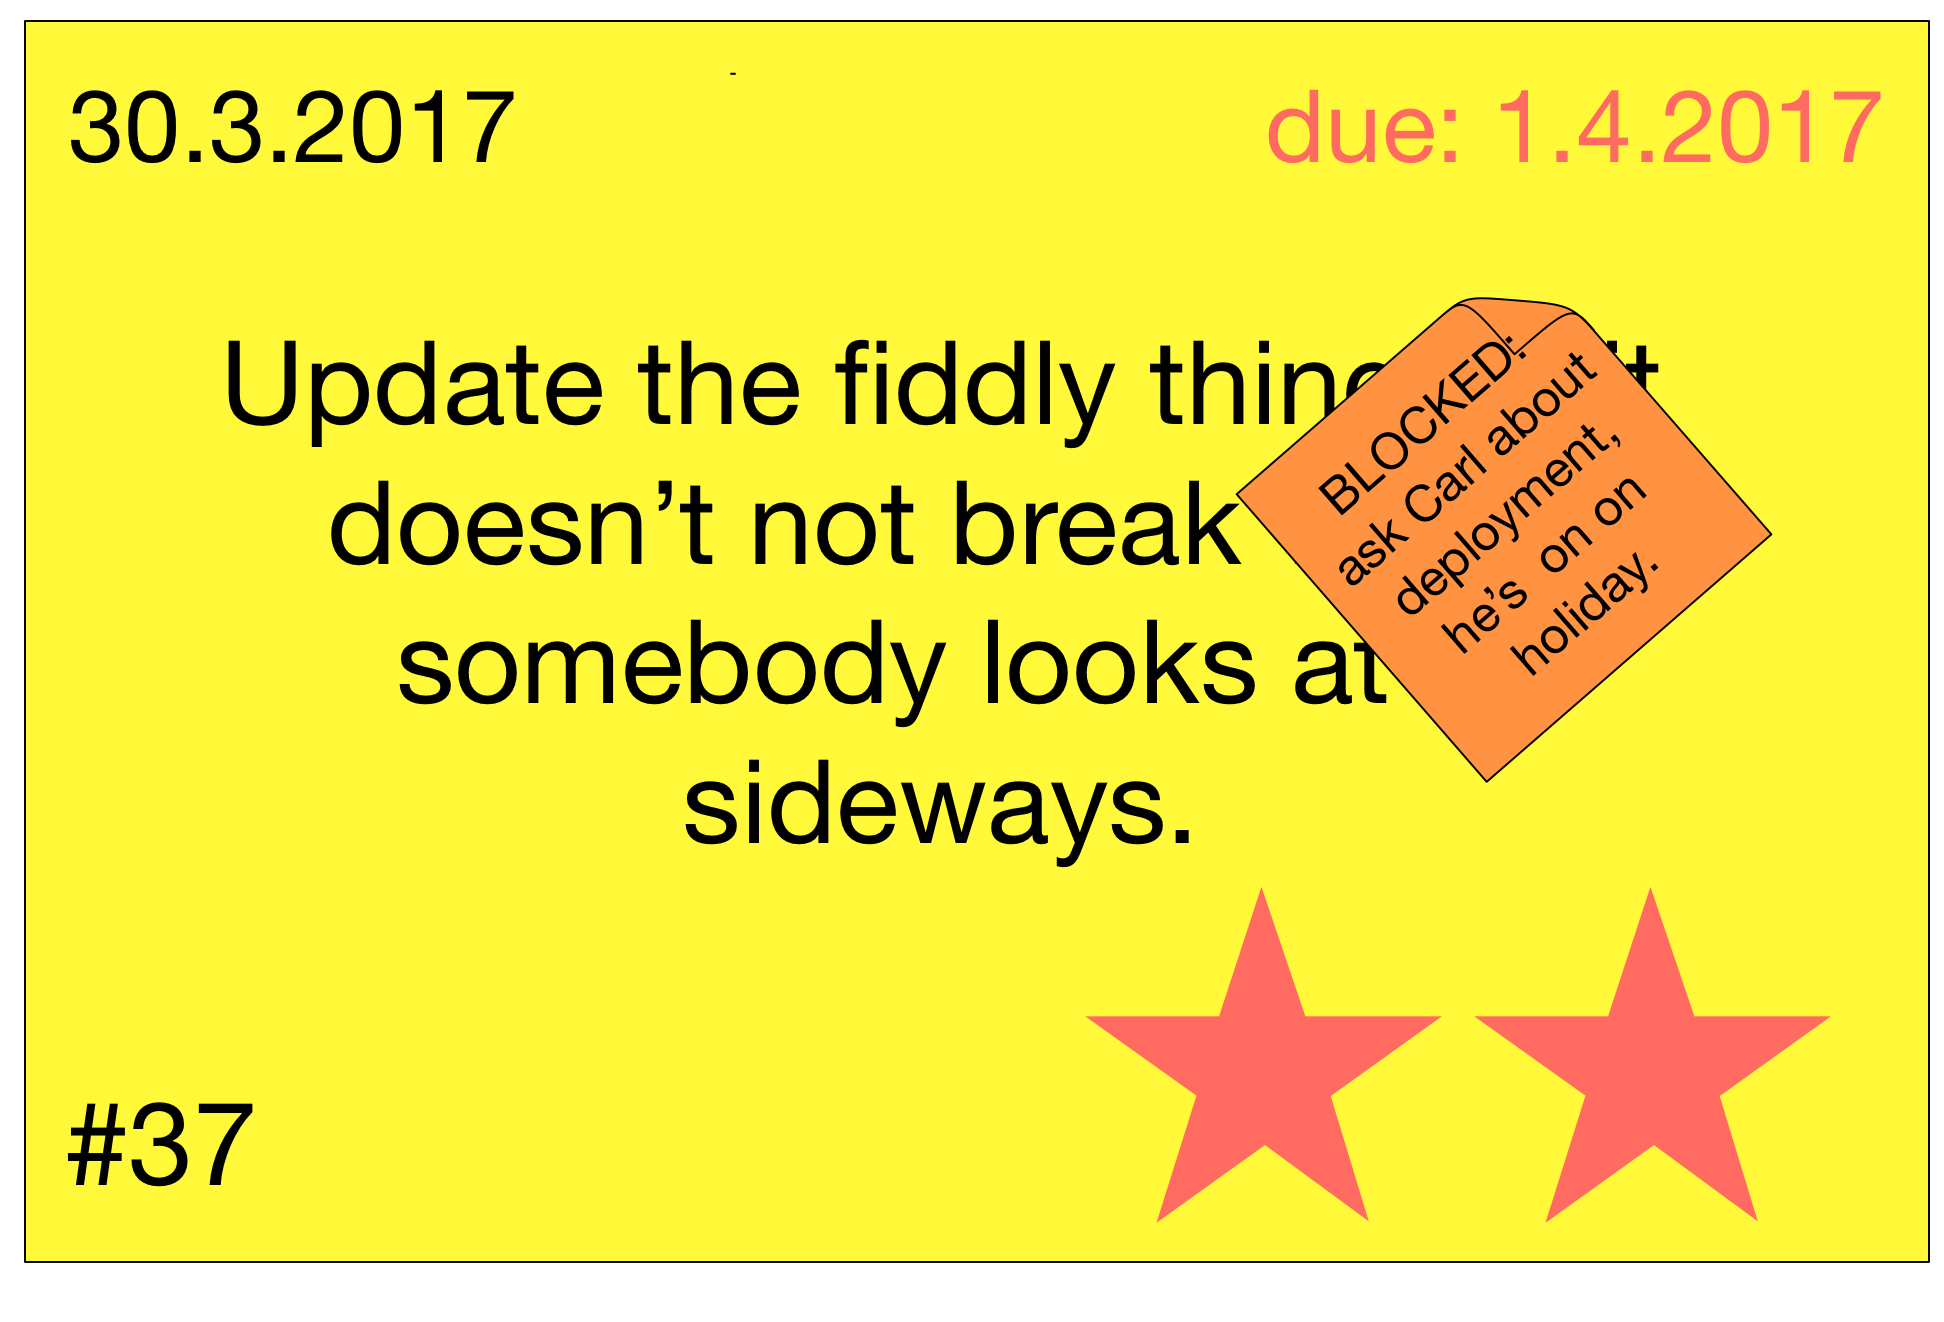 30.3.2017
due: 1.4.2017
Update the fiddly it
doesn’t not break
somebody looks at
sideways.
BLOCKED:
ask Carl about
deployment,
he’s on on
holiday.
#37